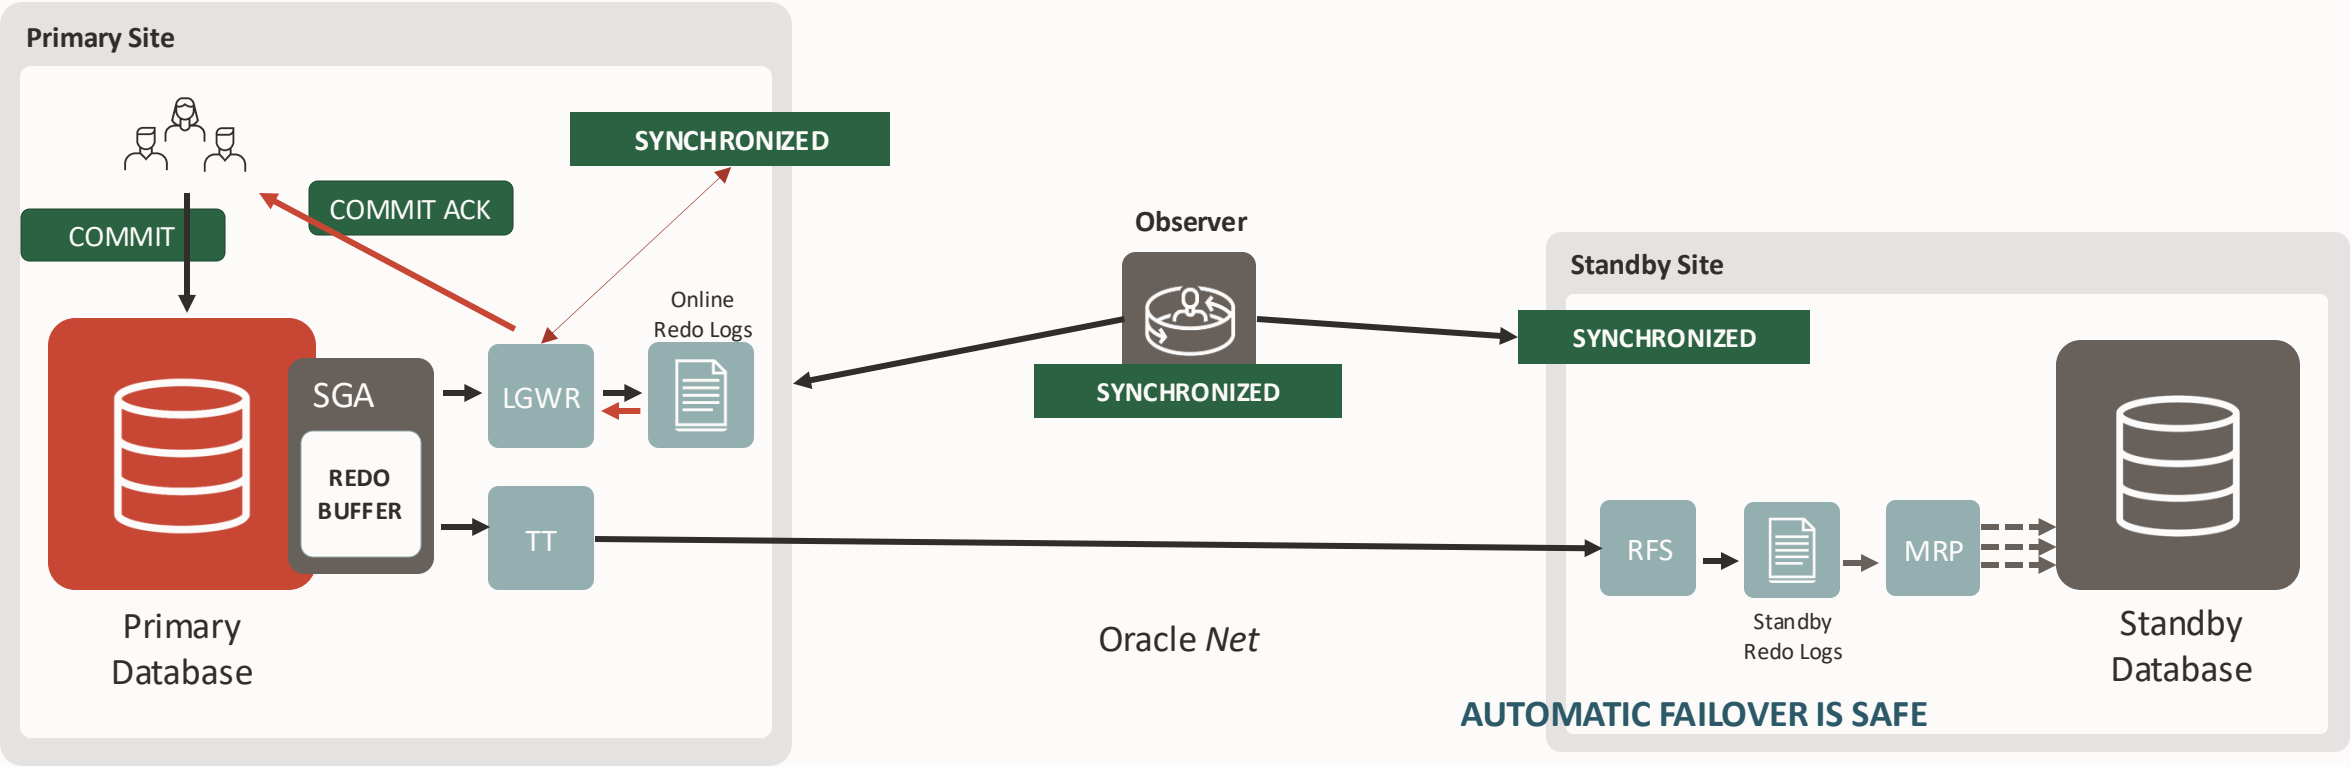 Primary Site
SYNCHRONIZED
COMMIT ACK
COMMIT
Online
Redo Logs
SGA
LGWR
REDO
BUFFER
TT
Primary
Database
Observer
SYNCHRONIZED
Oracle Net
Standby Site
SYNCHRONIZED
RFS
MRP
Standby
Redo Logs
Standby
Database
AUTOMATIC FAILOVER IS SAFE